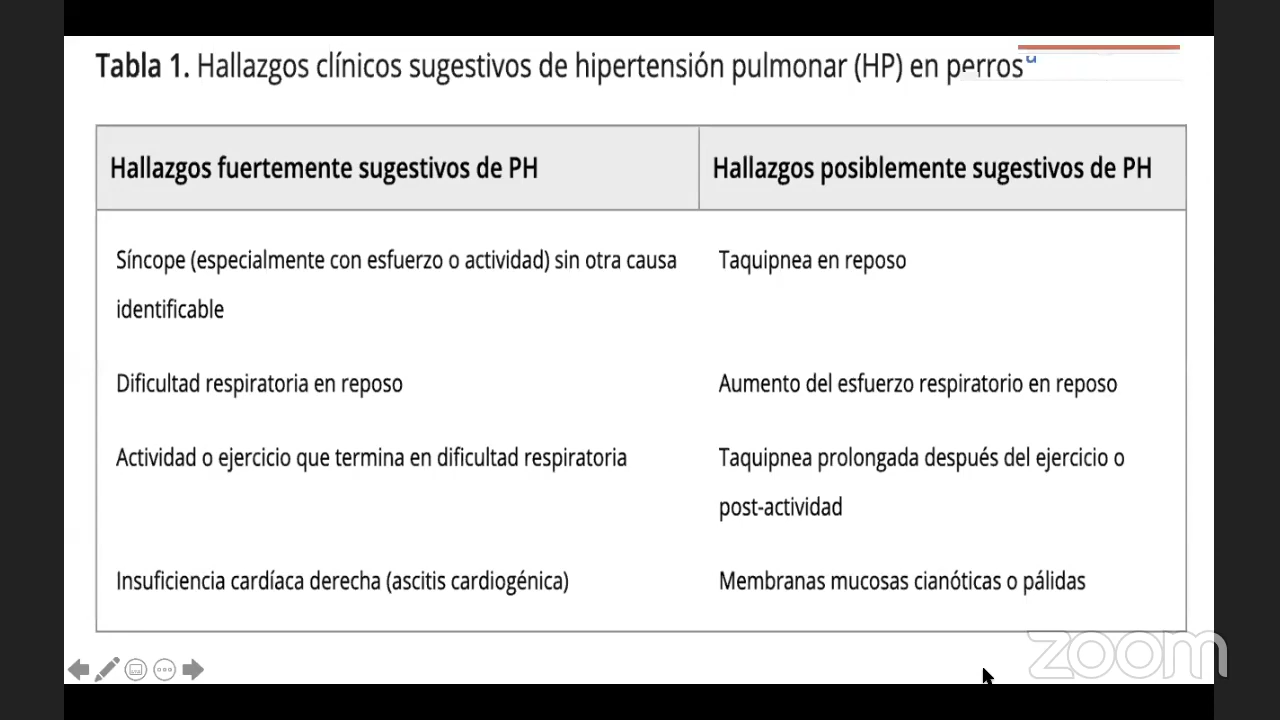 Tabla 1. Hallazgos clínicos sugestivos de hipertensión pulmonar (HP) en perros a
Hallazgos fuertemente sugestivos de PH
Hallazgos posiblemente sugestivos de PH
Síncope (especialmente con esfuerzo o actividad) sin otra causa
identificable
Taquipnea en reposo
Dificultad respiratoria en reposo
Aumento del esfuerzo respiratorio en reposo
Actividad o ejercicio que termina en dificultad respiratoria
Taquipnea prolongada después del ejercicio o
post-actividad
Insuficiencia cardíaca derecha (ascitis cardiogénica)
Membranas mucosas cianóticas o pálidas
zoom